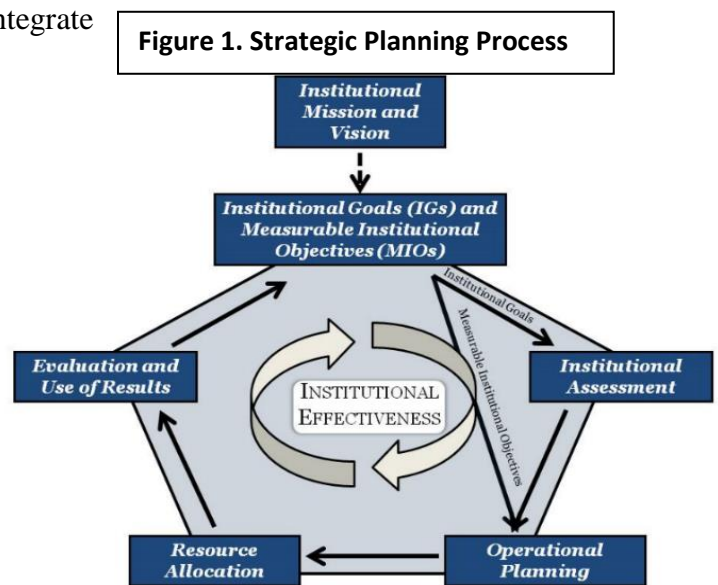 ntegrate
Figure 1. Strategic Planning Process
Institutional
Mission and
Vision
Institutional Goals (IGs) and
Measurable Institutional
Objectives (MIOs)
Institutional Goals
Measurable Institutional Objectives
Evaluation and
Use of Results
INSTITUTIONAL
EFFECTIVENESS
Institutional
Assessment
Resource
Allocation
Operational
Planning